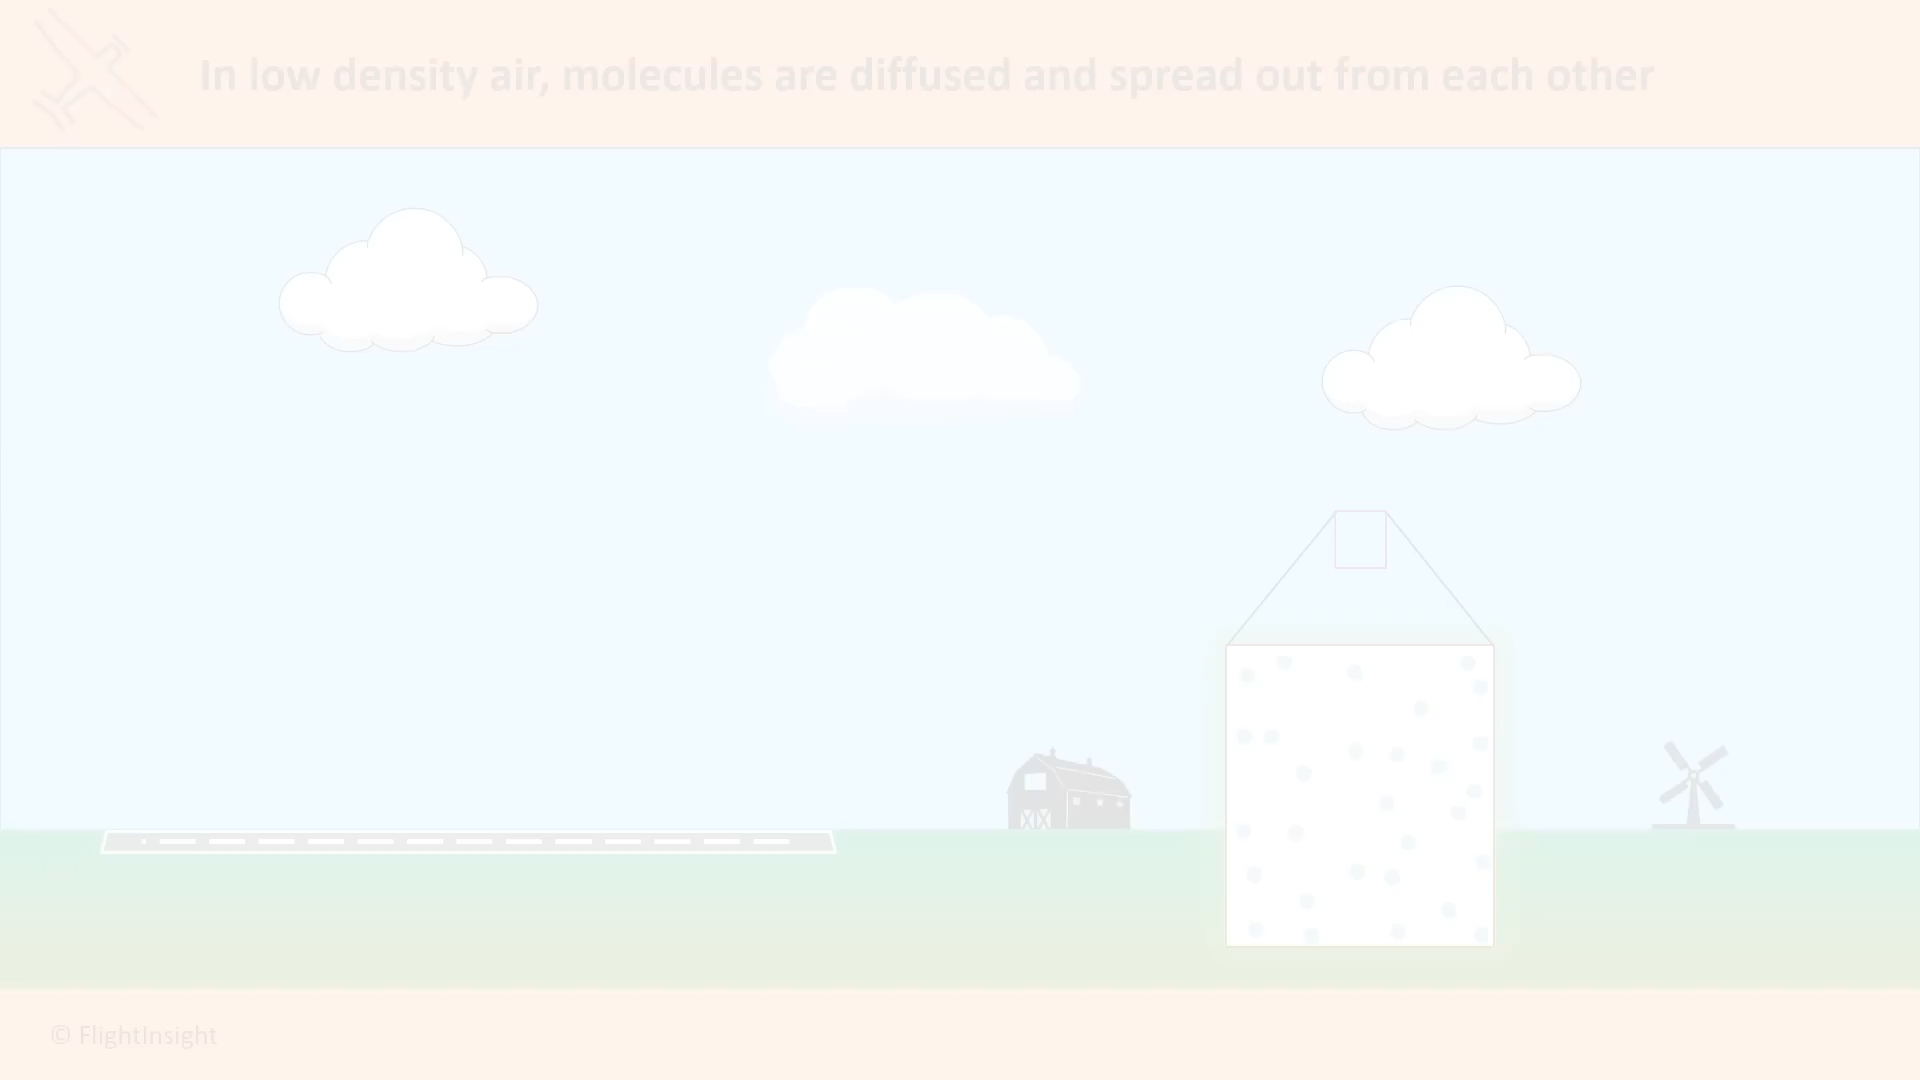 In low density air, molecules are diffused and spread out from each other
© FlightInsight